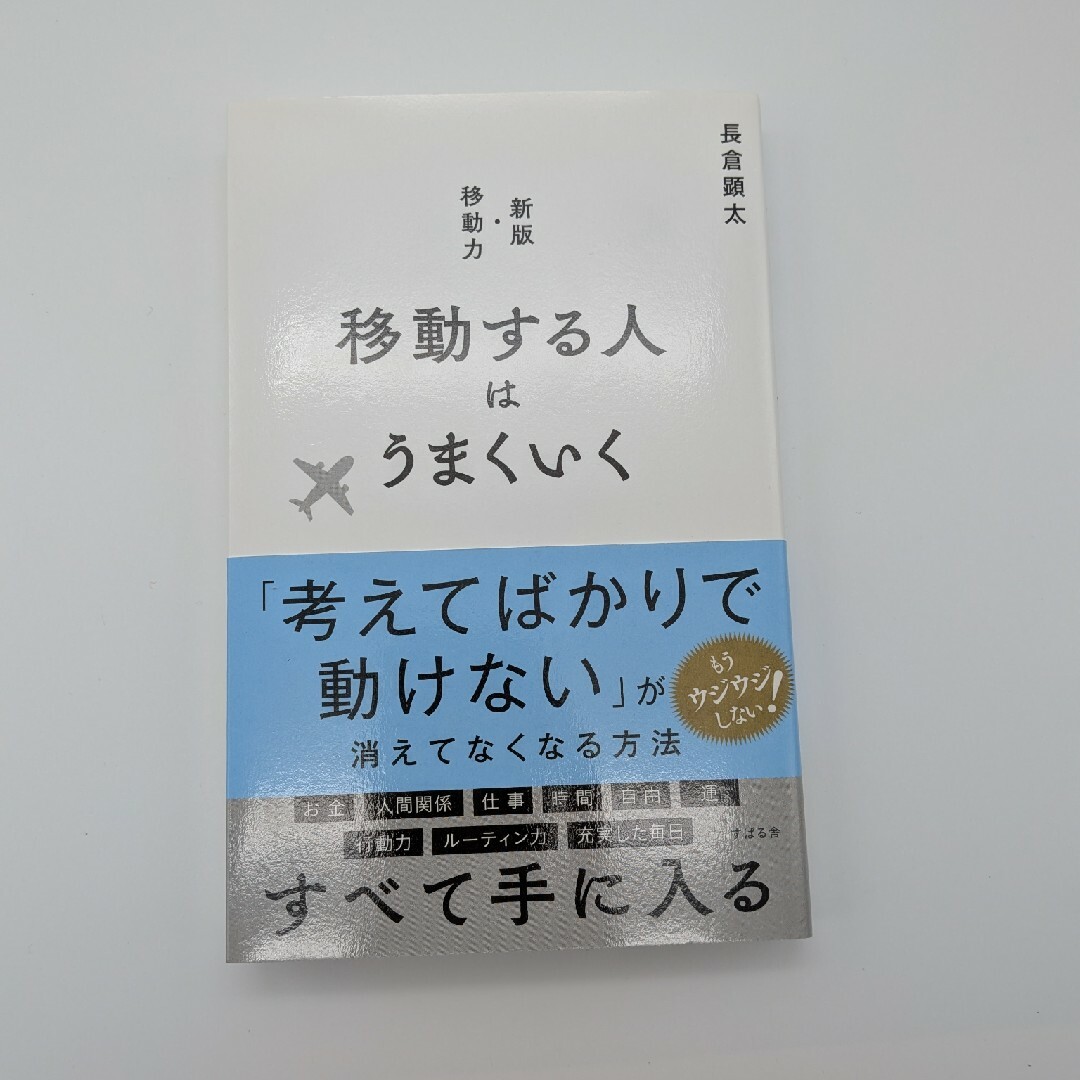 長倉顕太
新版・
移動力
移動する人
は
うまくいく
「考えてばかりで
動けない」が
消えてなくなる方法
もう
ウジウジ
しない!
お金 人間関係 仕事 時間 自由 運
行動力 ルーティン力 充実した毎日 すばる舎
すべて手に入る